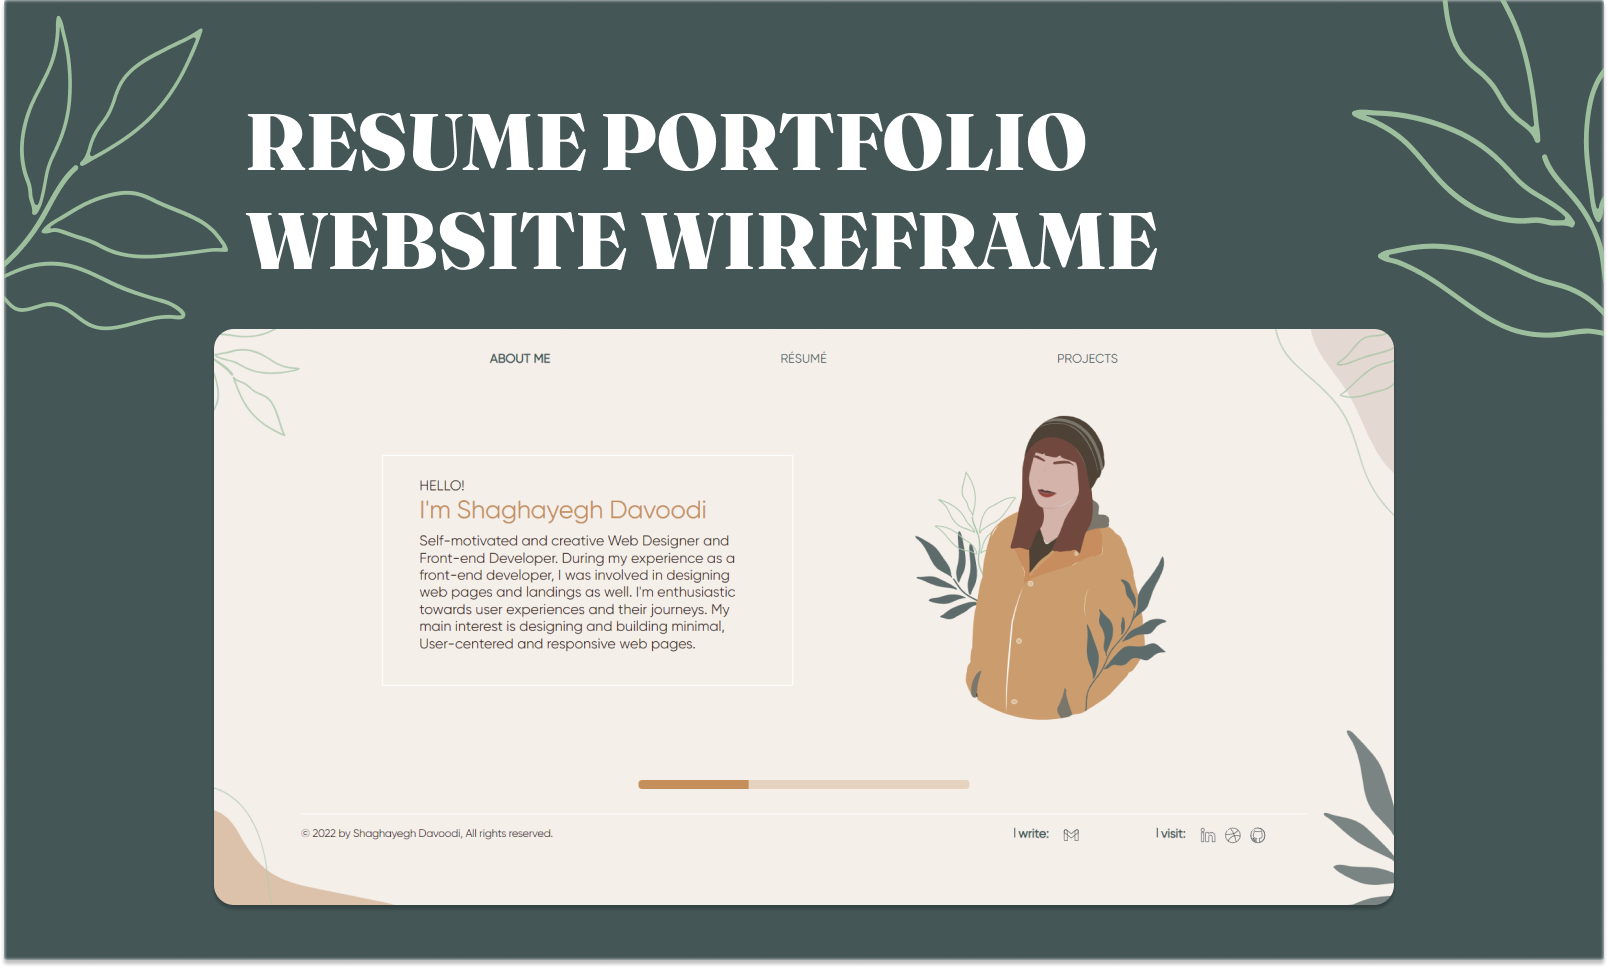 RESUME PORTFOLIO
WEBSITE WIREFRAME
ABOUT ME
RÉSUMÉ
PROJECTS
HELLO!
I'm Shaghayegh Davoodi
Self-motivated and creative Web Designer and
Front-end Developer. During my experience as a
front-end developer, I was involved in designing
web pages and landings as well. I'm enthusiastic
towards user experiences and their journeys. My
main interest is designing and building minimal,
User-centered and responsive web pages.
© 2022 by Shaghayegh Davoodi, All rights reserved.
I write:
I visit:
in